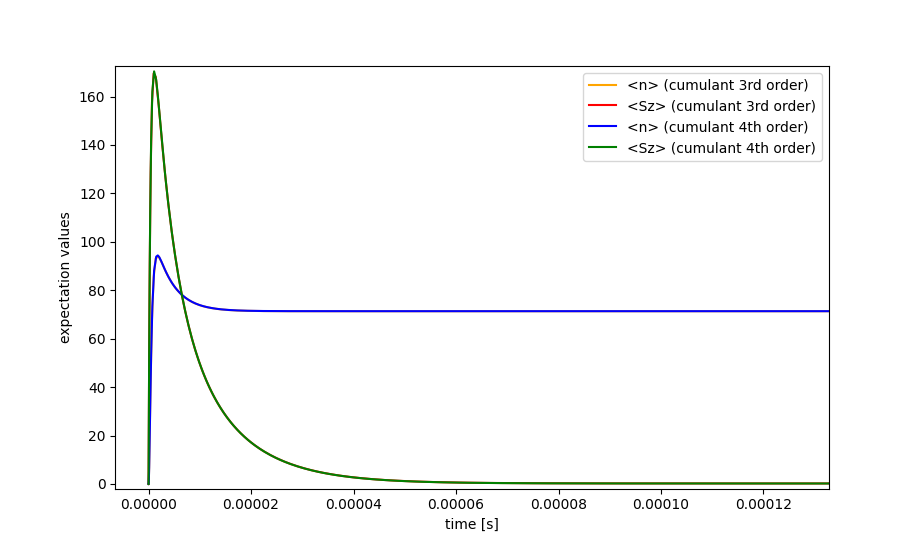 <n> (cumulant 3rd order)
<Sz> (cumulant 3rd order)
<n> (cumulant 4th order)
<Sz> (cumulant 4th order)
expectation values
160
140
120
100
80
60
40
20
0
0.00000 0.00002 0.00004 0.00006 0.00008 0.00010 0.00012
time [s]